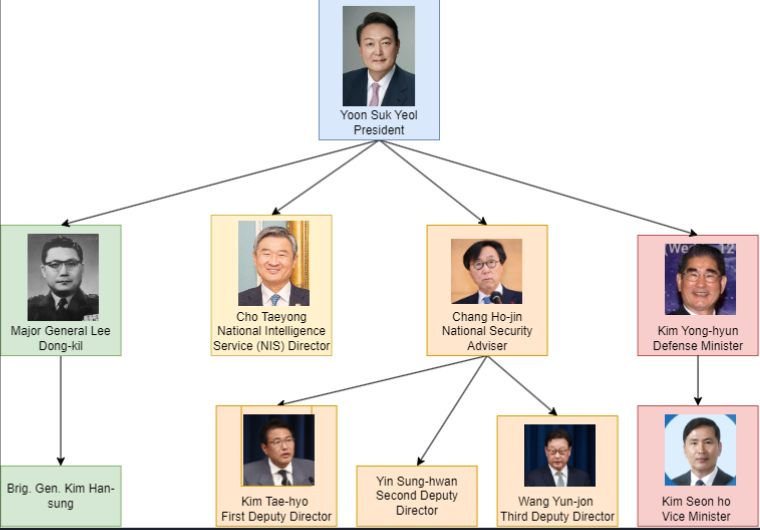 Yoon Suk Yeol
President
Major General Lee
Dong-kil
Cho Taeyong
National Intelligence
Service (NIS) Director
Chang Ho-jin
National Security
Adviser
(We 12
Kim Yong-hyun
Defense Minister
Brig. Gen. Kim Han-
sung
Kim Tae-hyo
First Deputy Director
Yin Sung-hwan
Second Deputy
Director
Wang Yun-jon
Third Deputy Director
Kim Seon ho
Vice Minister